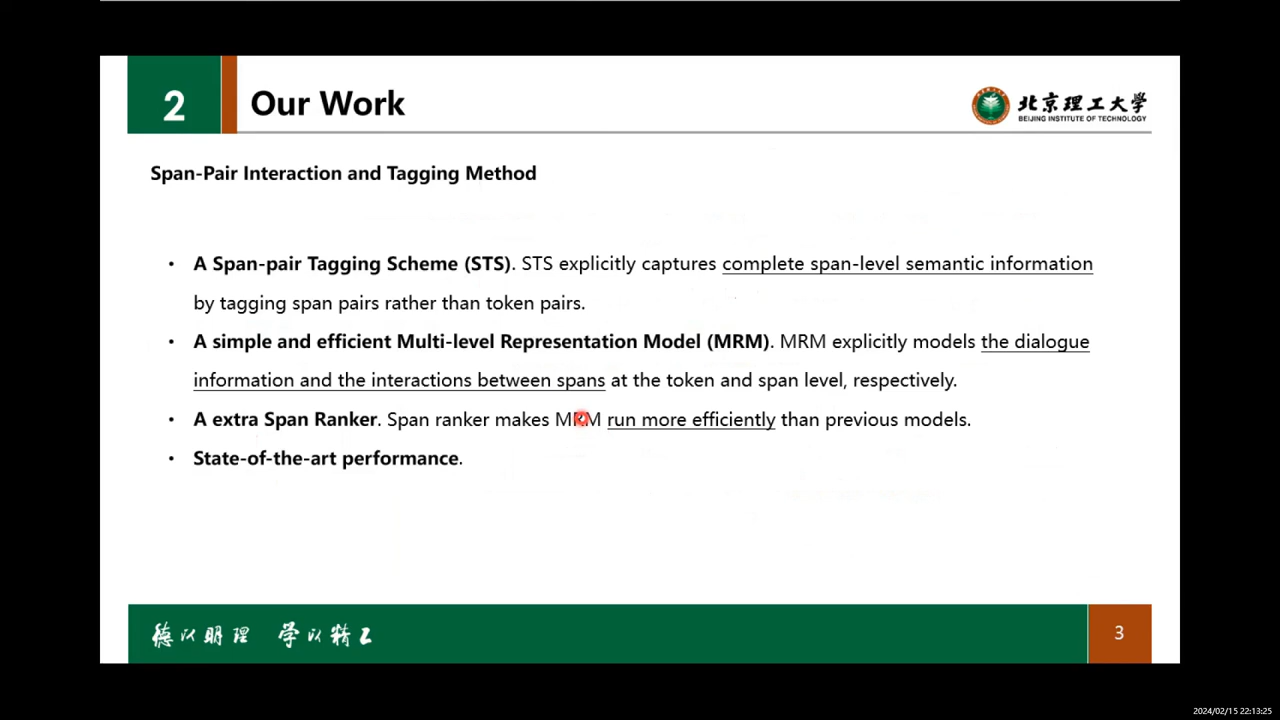 2
Our Work
北京理工大学
BEIJING INSTITUTE OF TECHNOLOGY
Span-Pair Interaction and Tagging Method
• A Span-pair Tagging Scheme (STS). STS explicitly captures complete span-level semantic information
by tagging span pairs rather than token pairs.
• A simple and efficient Multi-level Representation Model (MRM). MRM explicitly models the dialogue
information and the interactions between spans at the token and span level, respectively.
• A extra Span Ranker. Span ranker makes MRM run more efficiently than previous models.
• State-of-the-art performance.
德以明理 学以精工
3
2024/02/15 22:13:25